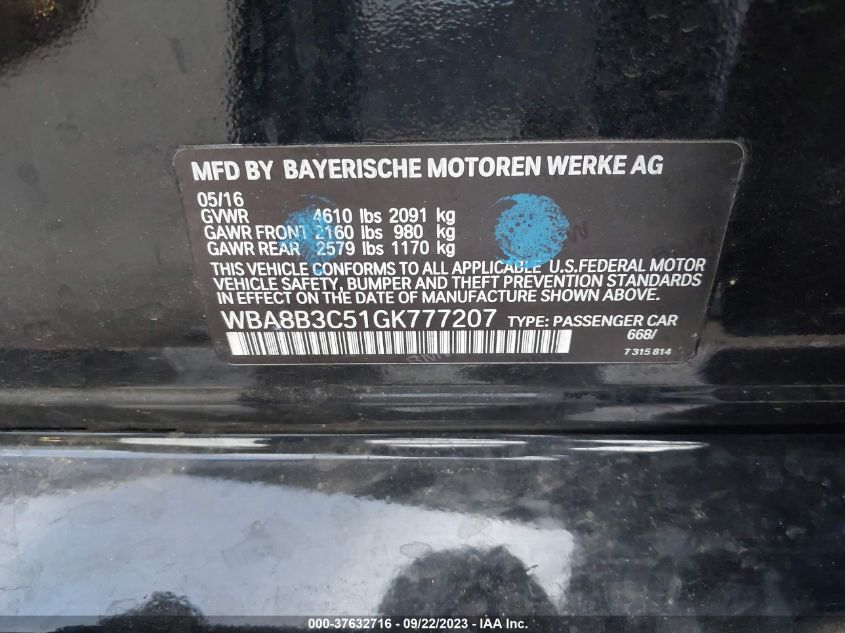 MFD BY BAYERISCHE MOTOREN WERKE AG
05/16
GVWR 4610 lbs 2091 kg
GAWR FRONT 2160 lbs 980 kg
GAWR REAR 2579 lbs 1170 kg
THIS VEHICLE CONFORMS TO ALL APPLICABLE U.S.FEDERAL MOTOR
VEHICLE SAFETY, BUMPER AND THEFT PREVENTION STANDARDS
IN EFFECT ON THE DATE OF MANUFACTURE SHOWN ABOVE.
WBA8B3C51GK777207 TYPE: PASSENGER CAR
668/
7 315 814
000-37632716 - 09/22/2023 - IAA Inc.